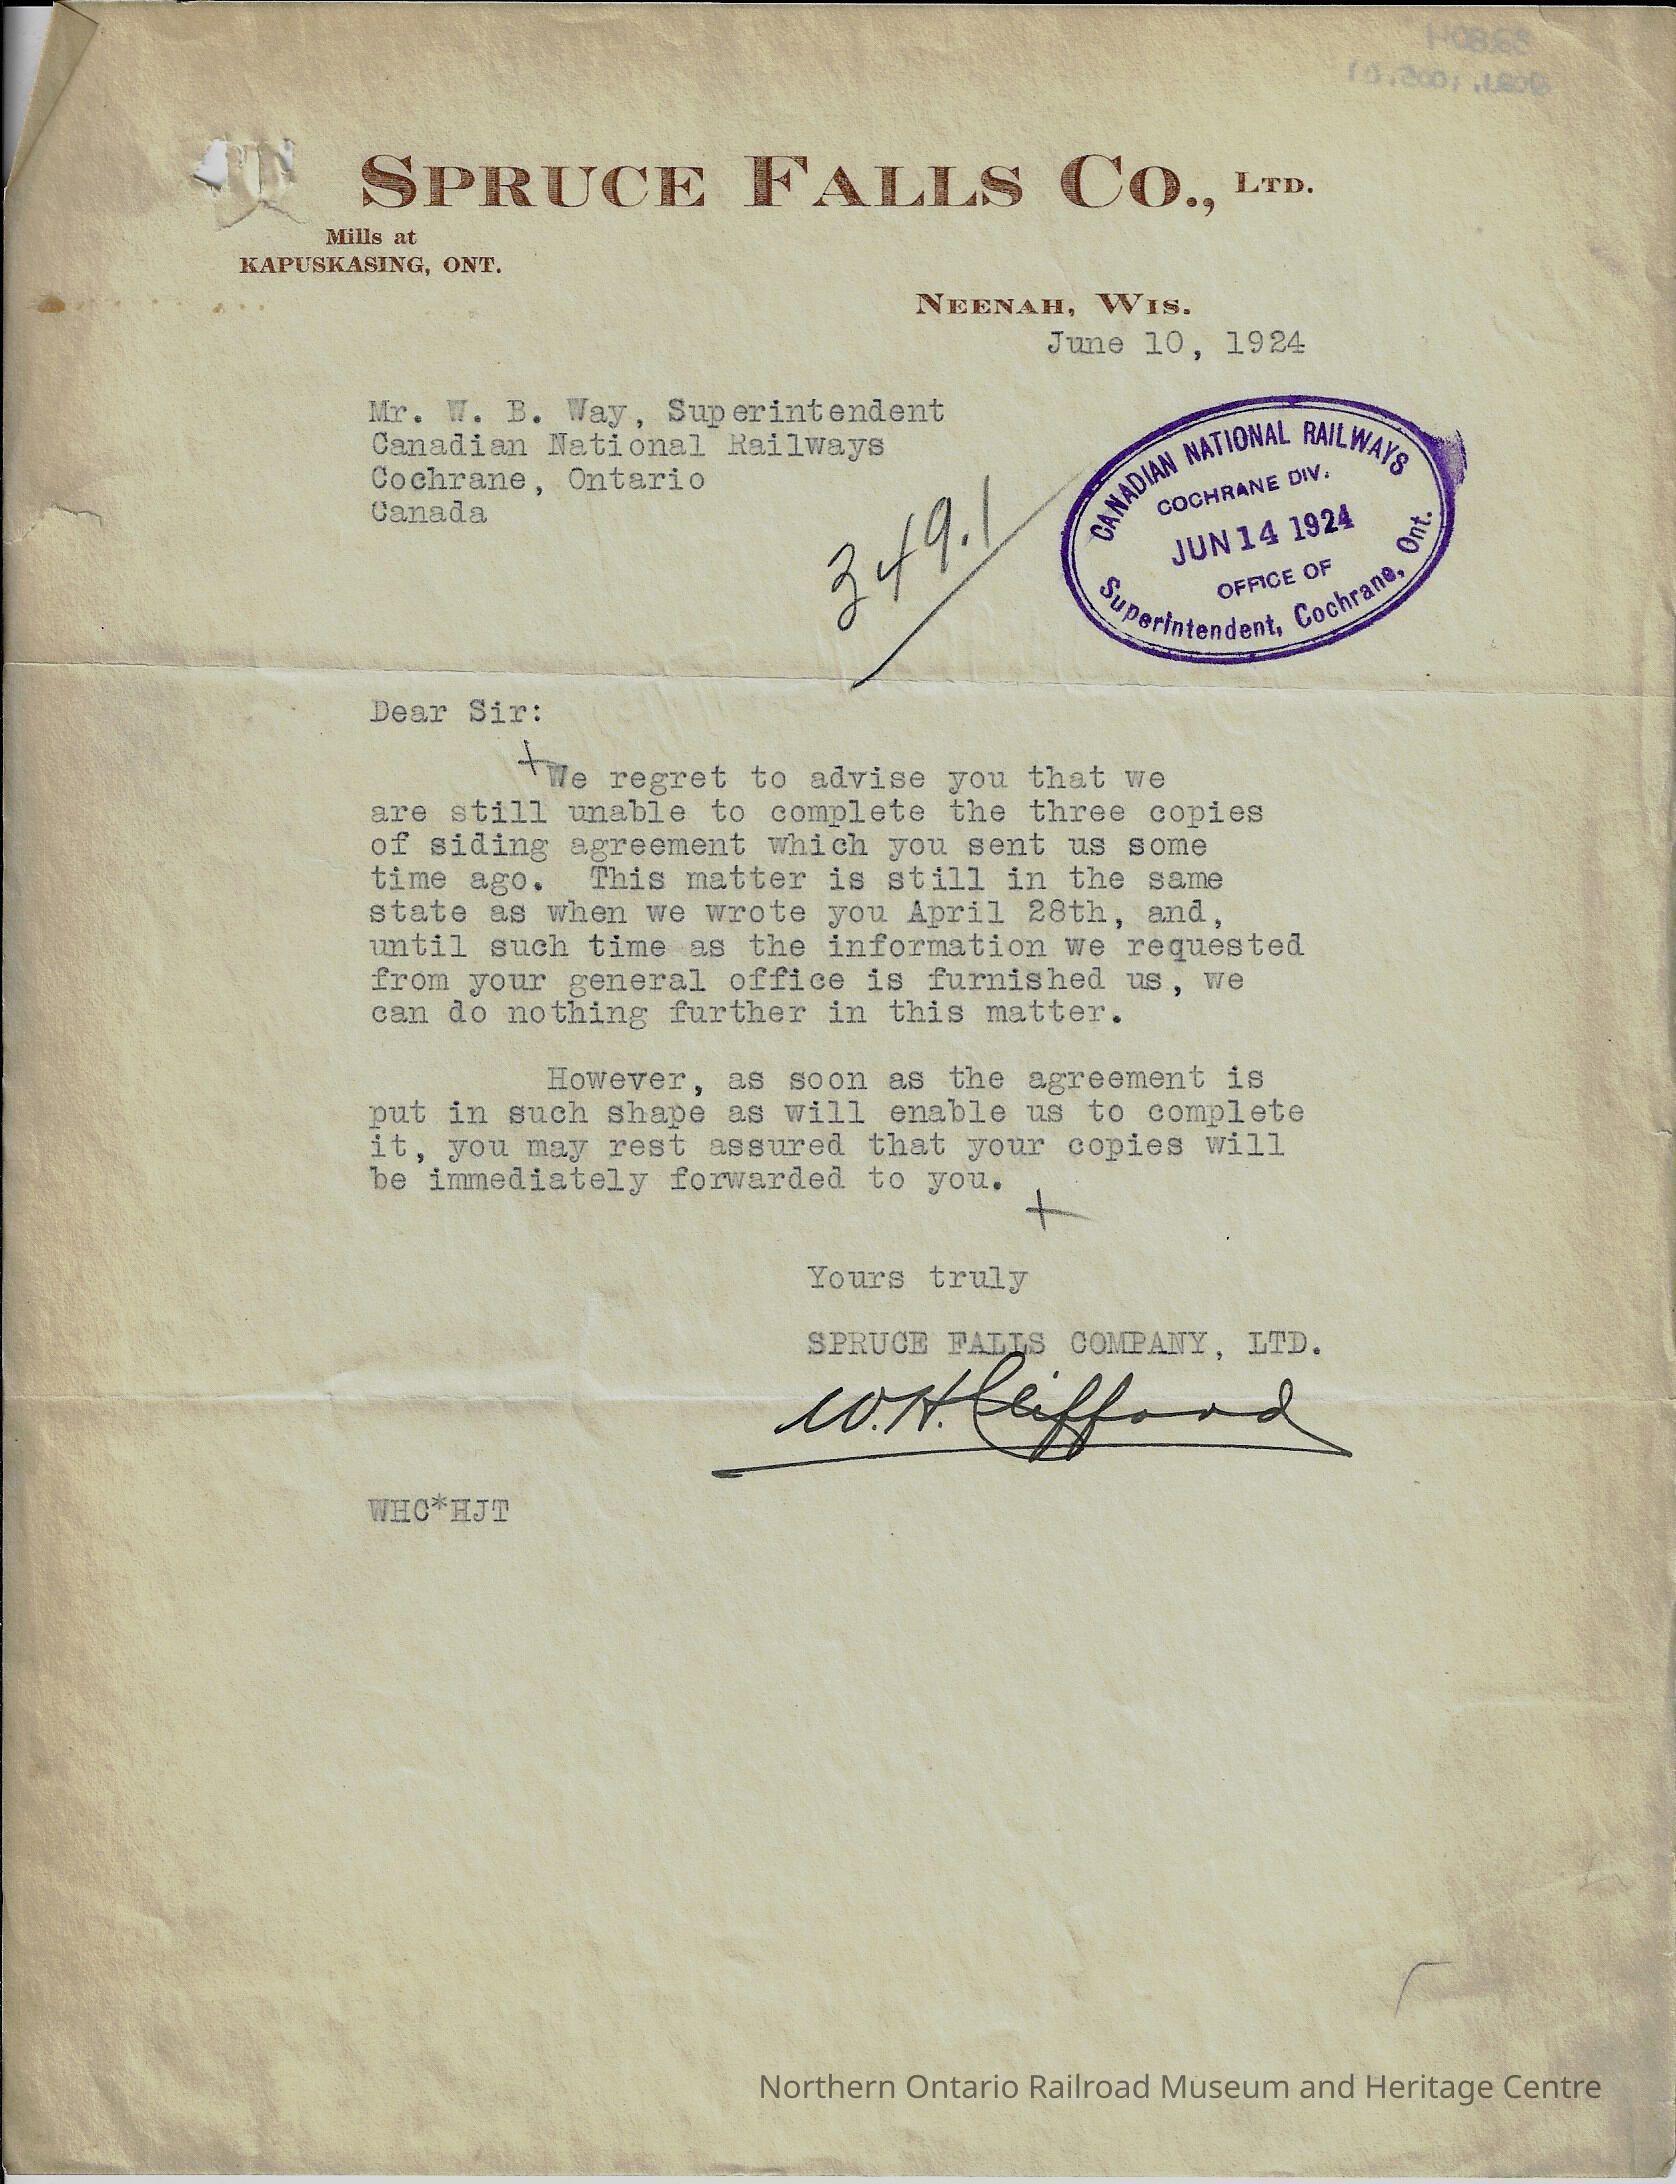 SPRUCE FALLS CO., LTD.
Mills at
KAPUSKASING, ONT.
NEENAH, WIS.
June 10, 1924
Mr. W. B. Way, Superintendent
Canadian National Railways
Cochrane, Ontario
Canada
349.1
CANADIAN NATIONAL RAILWAYS
COCHRANE DIV.
JUN 14 1924
OFFICE OF
Superintendent, Cochrane, Ont.
Dear Sir:
We regret to advise you that we
are still unable to complete the three copies
of siding agreement which you sent us some
time ago. This matter is still in the same
state as when we wrote you April 28th, and,
until such time as the information we requested
from your general office is furnished us, we
can do nothing further in this matter.
However, as soon as the agreement is
put in such shape as will enable us to complete
it, you may rest assured that your copies will
be immediately forwarded to you.
Yours truly
SPRUCE FALLS COMPANY, LTD.
W.H. Clifford
WHC*HJT
Northern Ontario Railroad Museum and Heritage Centre